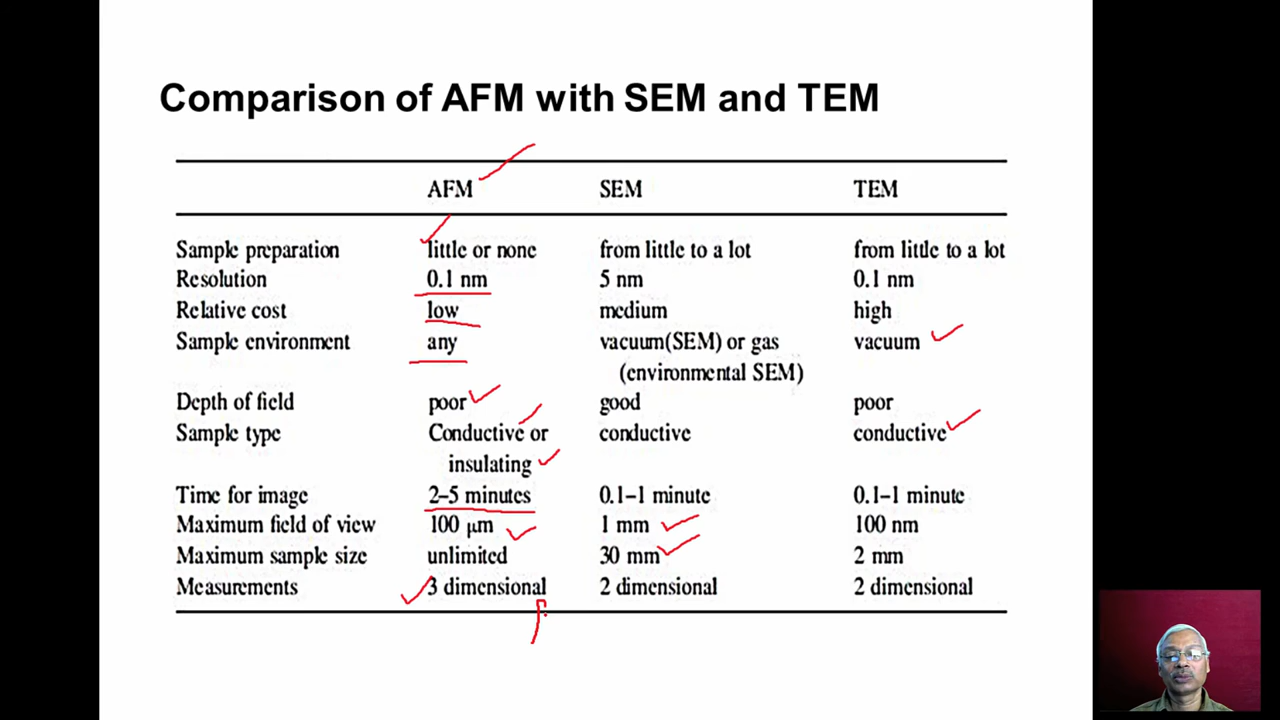 Comparison of AFM with SEM and TEM
AFM SEM TEM
Sample preparation little or none from little to a lot from little to a lot
Resolution 0.1 nm 5 nm 0.1 nm
Relative cost low medium high
Sample environment any vacuum(SEM) or gas vacuum
(environmental SEM)
Depth of field poor good poor
Sample type Conductive or conductive conductive
insulating
Time for image 2–5 minutes 0.1–1 minute 0.1–1 minute
Maximum field of view 100 μm 1 mm 100 nm
Maximum sample size unlimited 30 mm 2 mm
Measurements 3 dimensional 2 dimensional 2 dimensional